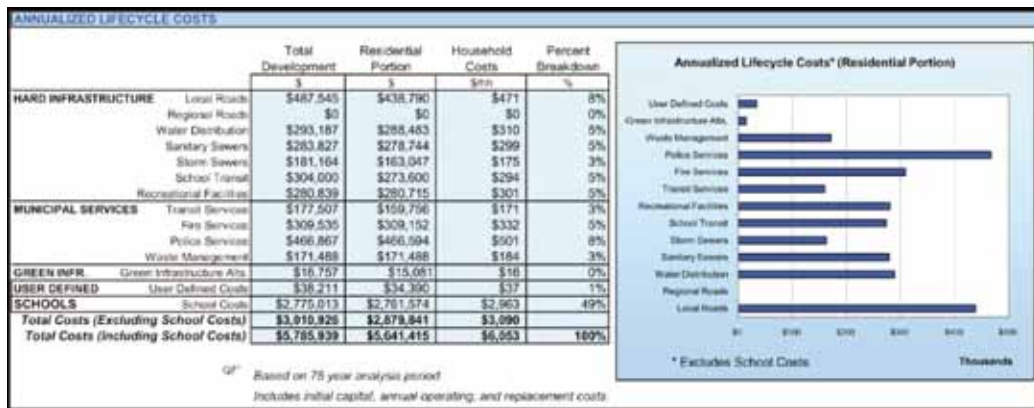 ANNUALIZED LIFECYCLE COSTS
Total Development Residential Portion Household Costs Percent Breakdown
$ $ $/hh %
HARD INFRASTRUCTURE Local Roads $487,545 $438,790 $471 8%
Regional Roads $0 $0 $0 0%
Water Distribution $293,187 $288,483 $310 5%
Sanitary Sewers $283,827 $278,744 $299 5%
Storm Sewers $181,164 $163,047 $175 3%
School Transit $304,000 $273,600 $294 5%
Recreational Facilities $280,839 $280,715 $301 5%
MUNICIPAL SERVICES Transit Services $177,507 $159,756 $171 3%
Fire Services $309,535 $309,152 $332 5%
Police Services $466,867 $466,594 $501 8%
Waste Management $171,488 $171,488 $184 3%
GREEN INFR. Green Infrastructure Alts. $16,757 $15,081 $16 0%
USER DEFINED User Defined Costs $38,211 $34,390 $37 1%
SCHOOLS School Costs $2,775,013 $2,761,574 $2,963 49%
Total Costs (Excluding School Costs) $3,010,926 $2,879,841 $3,090
Total Costs (Including School Costs) $5,785,939 $5,641,415 $6,053 100%
Based on 75 year analysis period
Includes initial capital, annual operating, and replacement costs
Annualized Lifecycle Costs* (Residential Portion)
User Defined Costs
Green Infrastructure Alts.
Waste Management
Police Services
Fire Services
Transit Services
Recreational Facilities
School Transit
Storm Sewers
Sanitary Sewers
Water Distribution
Regional Roads
Local Roads
$0 $100 $200 $300 $400 $500
* Excludes School Costs
Thousands